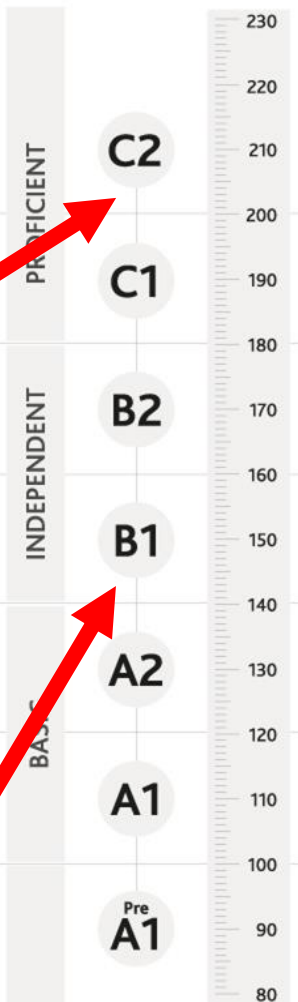 PROFICIENT
INDEPENDENT
BASIC
C2
C1
B2
B1
A2
A1
Pre
A1
230
220
210
200
190
180
170
160
150
140
130
120
110
100
90
80